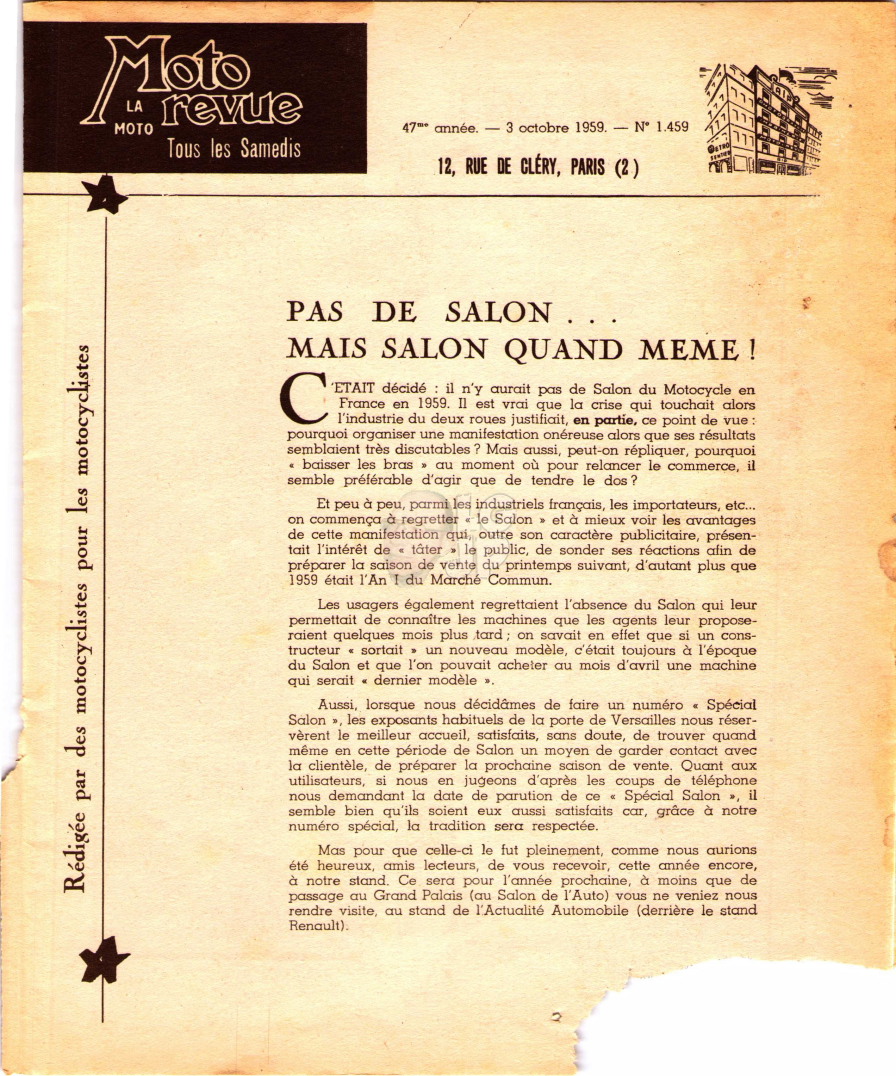 Moto
revue
LA
MOTO
Tous les Samedis
47me année. — 3 octobre 1959. — N° 1.459
12, RUE DE CLÉRY, PARIS (2)
METRO
SENTIER
Rédigée par des motocyclistes pour les motocyclistes
PAS DE SALON . . .
MAIS SALON QUAND MEME !
C'ETAIT décidé : il n'y aurait pas de Salon du Motocycle en
France en 1959. Il est vrai que la crise qui touchait alors
l'industrie du deux roues justifiait, en partie, ce point de vue :
pourquoi organiser une manifestation onéreuse alors que ses résultats
semblaient très discutables ? Mais aussi, peut-on répliquer, pourquoi
« baisser les bras » au moment où pour relancer le commerce, il
semble préférable d'agir que de tendre le dos ?
Et peu à peu, parmi les industriels français, les importateurs, etc...
on commença à regretter « le Salon » et à mieux voir les avantages
de cette manifestation qui, outre son caractère publicitaire, présen-
tait l'intérêt de « tâter » le public, de sonder ses réactions afin de
préparer la saison de vente du printemps suivant, d'autant plus que
1959 était l'An I du Marché Commun.
Les usagers également regrettaient l'absence du Salon qui leur
permettait de connaître les machines que les agents leur propose-
raient quelques mois plus tard ; on savait en effet que si un cons-
tructeur « sortait » un nouveau modèle, c'était toujours à l'époque
du Salon et que l'on pouvait acheter au mois d'avril une machine
qui serait « dernier modèle ».
Aussi, lorsque nous décidâmes de faire un numéro « Spécial
Salon », les exposants habituels de la porte de Versailles nous réser-
vèrent le meilleur accueil, satisfaits, sans doute, de trouver quand
même en cette période de Salon un moyen de garder contact avec
la clientèle, de préparer la prochaine saison de vente. Quant aux
utilisateurs, si nous en jugeons d'après les coups de téléphone
nous demandant la date de parution de ce « Spécial Salon », il
semble bien qu'ils soient eux aussi satisfaits car, grâce à notre
numéro spécial, la tradition sera respectée.
Mas pour que celle-ci le fut pleinement, comme nous aurions
été heureux, amis lecteurs, de vous recevoir, cette année encore,
à notre stand. Ce sera pour l'année prochaine, à moins que de
passage au Grand Palais (au Salon de l'Auto) vous ne veniez nous
rendre visite, au stand de l'Actualité Automobile (derrière le stand
Renault).